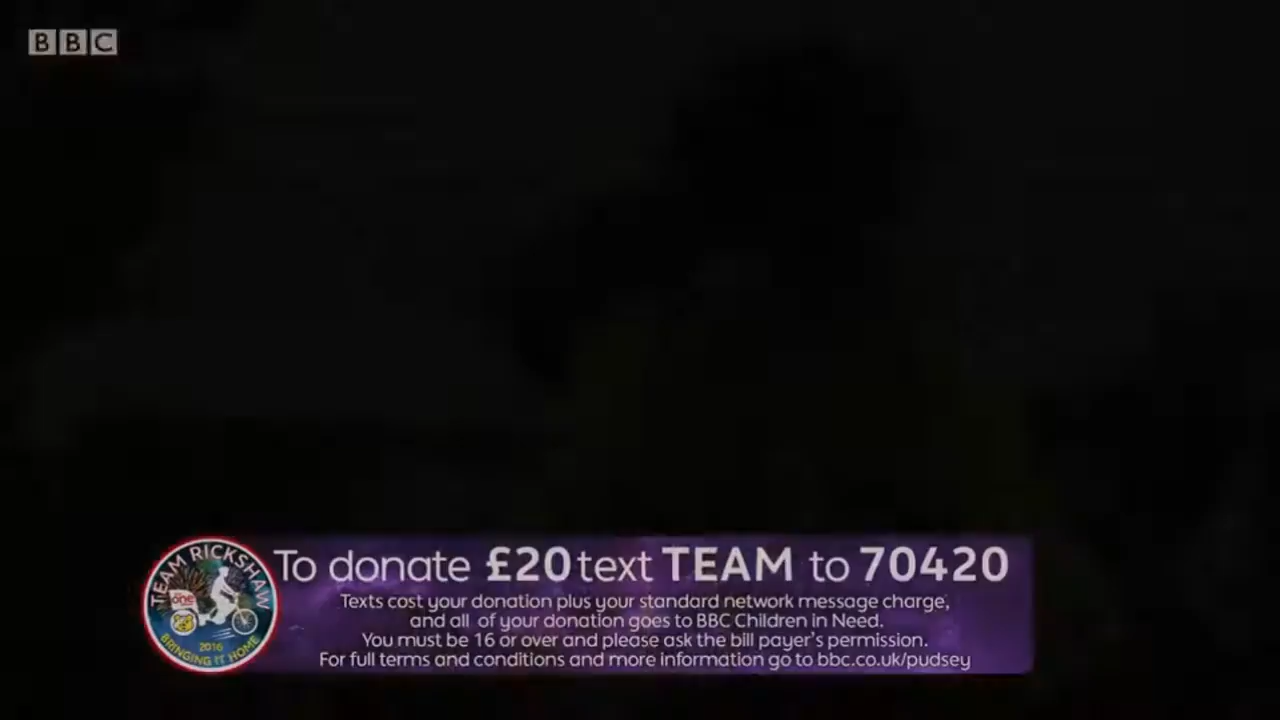 BBC
To donate £20 text TEAM to 70420
Texts cost your donation plus your standard network message charge,
and all of your donation goes to BBC Children in Need.
You must be 16 or over and please ask the bill payer's permission.
For full terms and conditions and more information go to bbc.co.uk/pudsey
TEAM RICKSHAW
the one
2016
BRINGING IT HOME